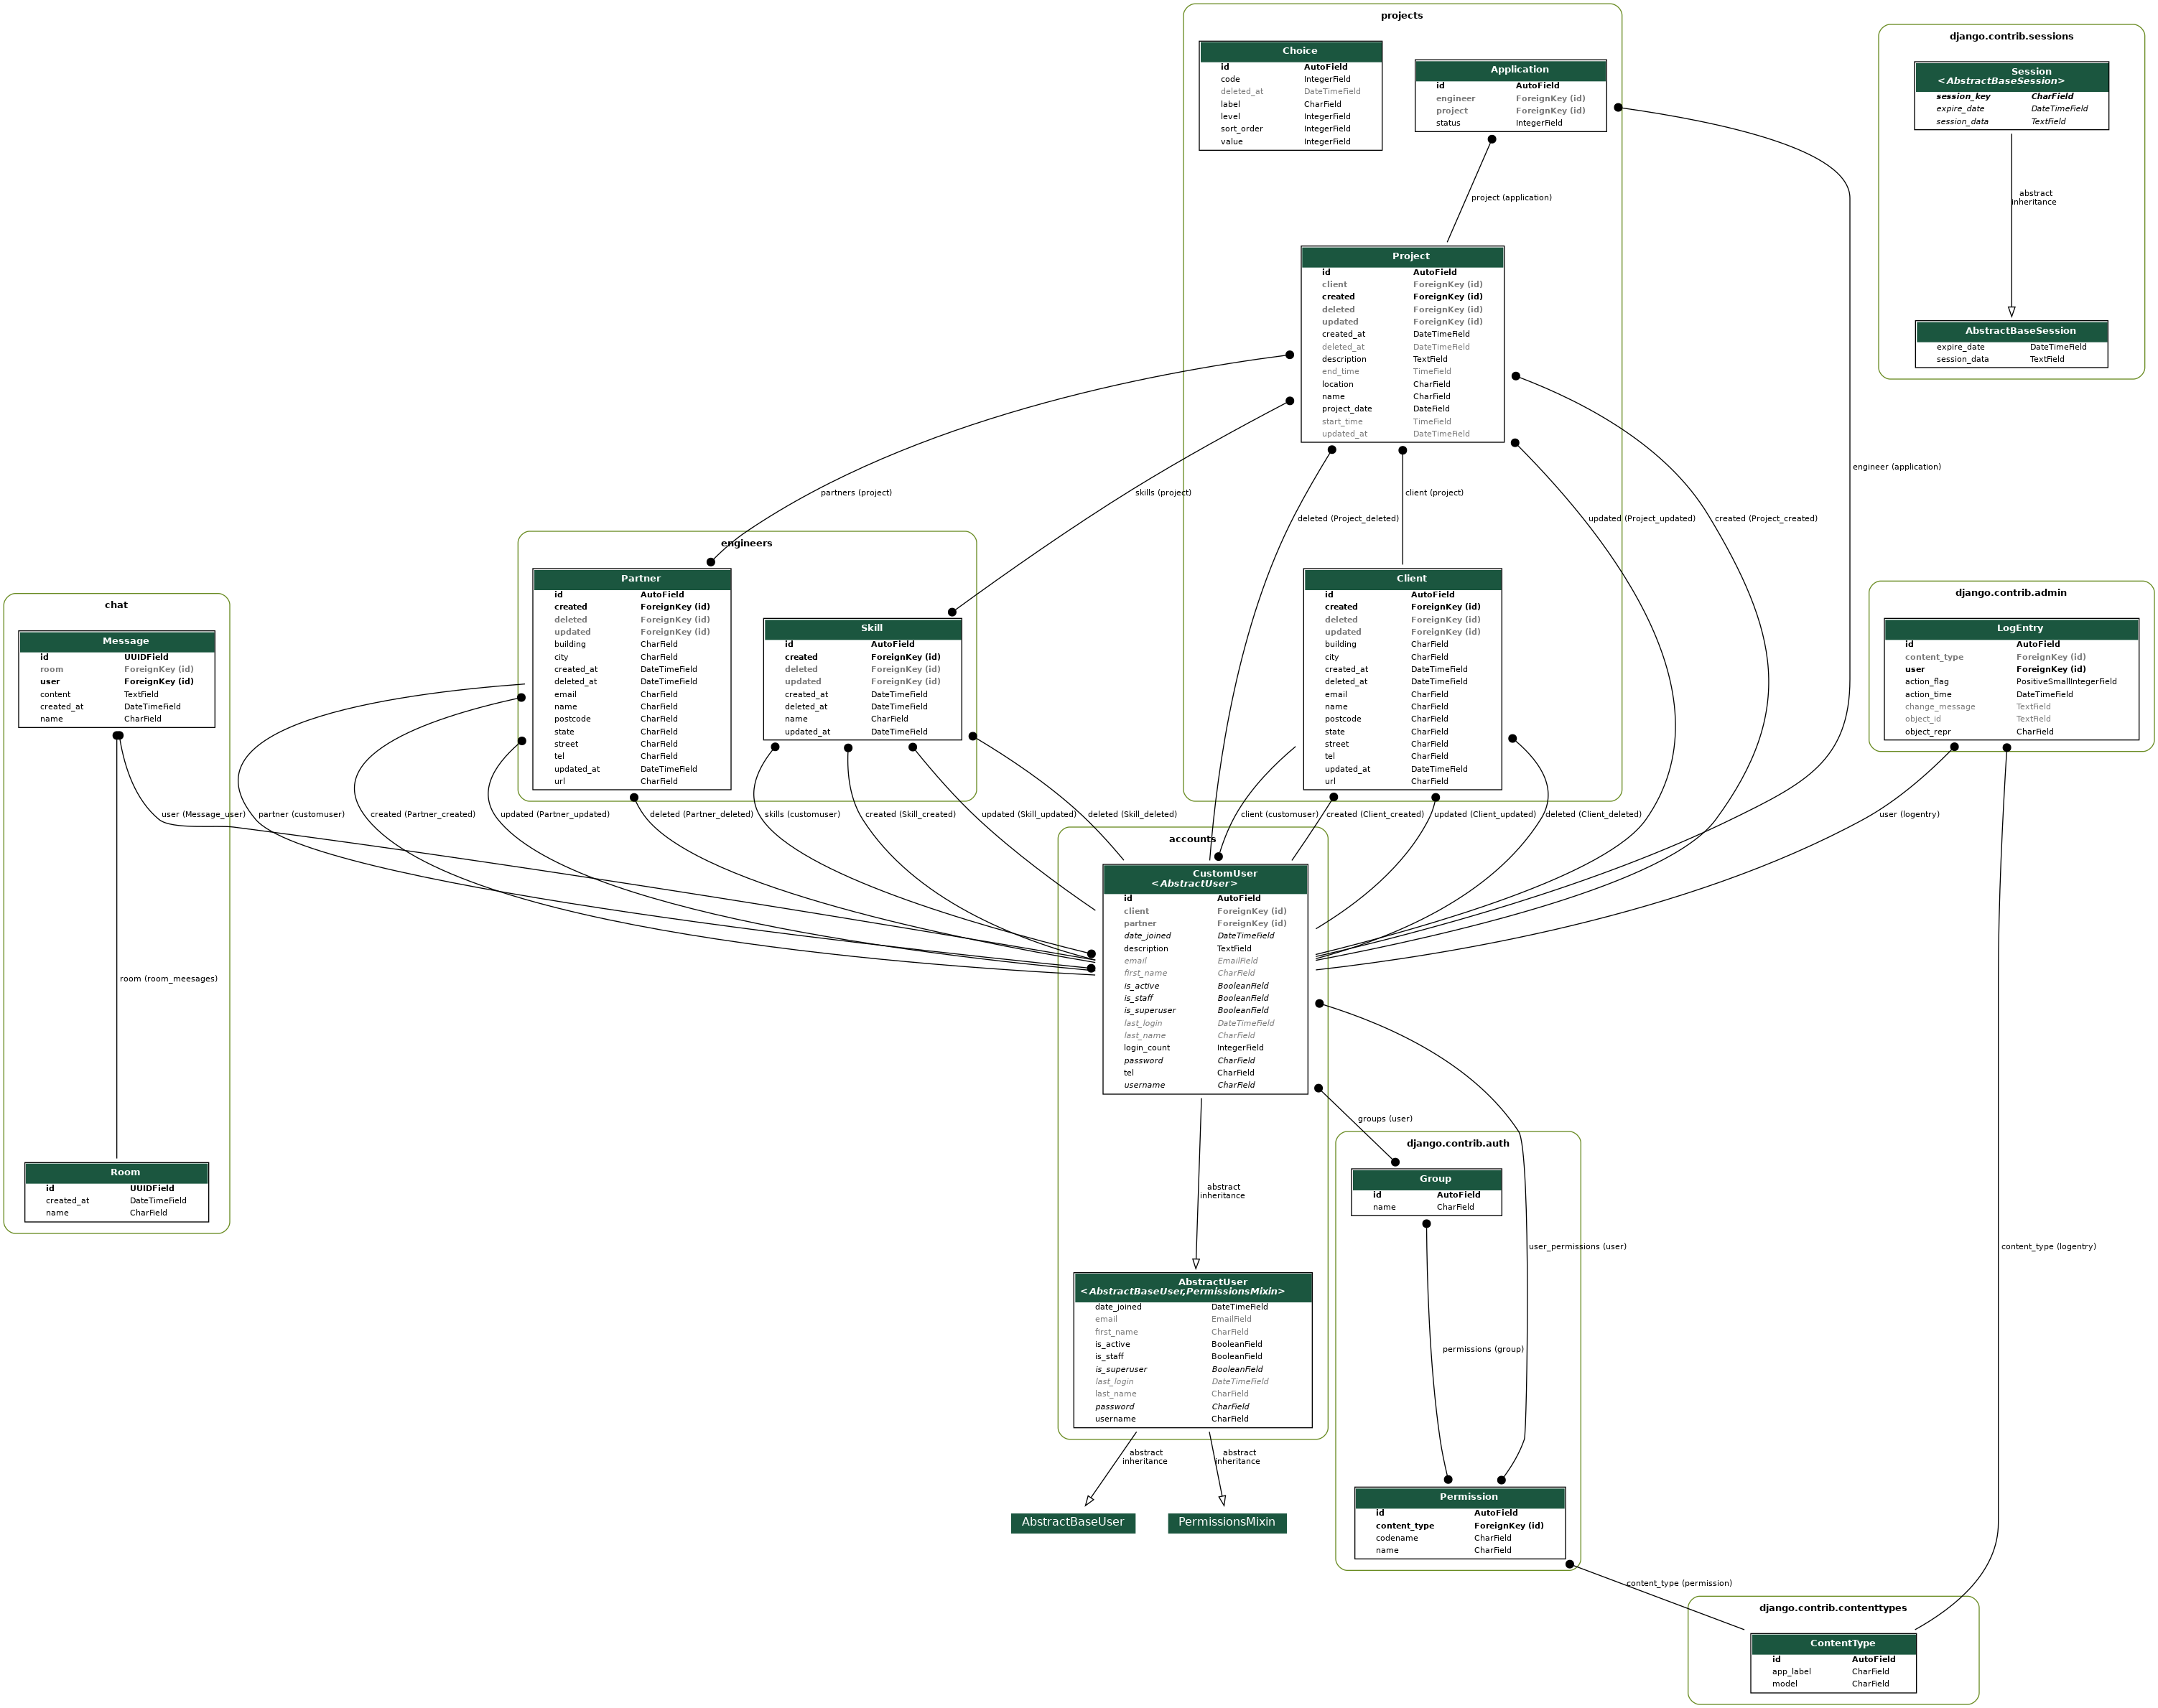 projects
Choice
id AutoField
code IntegerField
deleted_at DateTimeField
label CharField
level IntegerField
sort_order IntegerField
value IntegerField
Application
id AutoField
engineer ForeignKey (id)
project ForeignKey (id)
status IntegerField
project (application)
engineer (application)
Project
id AutoField
client ForeignKey (id)
created ForeignKey (id)
deleted ForeignKey (id)
updated ForeignKey (id)
created_at DateTimeField
deleted_at DateTimeField
description TextField
end_time TimeField
location CharField
name CharField
project_date DateField
start_time TimeField
updated_at DateTimeField
partners (project)
skills (project)
deleted (Project_deleted)
client (project)
updated (Project_updated)
created (Project_created)
Client
id AutoField
created ForeignKey (id)
deleted ForeignKey (id)
updated ForeignKey (id)
building CharField
city CharField
created_at DateTimeField
deleted_at DateTimeField
email CharField
name CharField
postcode CharField
state CharField
street CharField
tel CharField
updated_at DateTimeField
url CharField
django.contrib.sessions
Session
<AbstractBaseSession>
session_key CharField
expire_date DateTimeField
session_data TextField
abstract
inheritance
AbstractBaseSession
expire_date DateTimeField
session_data TextField
engineers
Partner
id AutoField
created ForeignKey (id)
deleted ForeignKey (id)
updated ForeignKey (id)
building CharField
city CharField
created_at DateTimeField
deleted_at DateTimeField
email CharField
name CharField
postcode CharField
state CharField
street CharField
tel CharField
updated_at DateTimeField
url CharField
Skill
id AutoField
created ForeignKey (id)
deleted ForeignKey (id)
updated ForeignKey (id)
created_at DateTimeField
deleted_at DateTimeField
name CharField
updated_at DateTimeField
chat
Message
id UUIDField
room ForeignKey (id)
user ForeignKey (id)
content TextField
created_at DateTimeField
name CharField
room (room_meesages)
Room
id UUIDField
created_at DateTimeField
name CharField
django.contrib.admin
LogEntry
id AutoField
content_type ForeignKey (id)
user ForeignKey (id)
action_flag PositiveSmallIntegerField
action_time DateTimeField
change_message TextField
object_id TextField
object_repr CharField
user (Message_user)
partner (customuser)
created (Partner_created)
updated (Partner_updated)
deleted (Partner_deleted)
skills (customuser)
created (Skill_created)
updated (Skill_updated)
deleted (Skill_deleted)
client (customuser)
created (Client_created)
updated (Client_updated)
deleted (Client_deleted)
user (logentry)
accounts
CustomUser
<AbstractUser>
id AutoField
client ForeignKey (id)
partner ForeignKey (id)
date_joined DateTimeField
description TextField
email EmailField
first_name CharField
is_active BooleanField
is_staff BooleanField
is_superuser BooleanField
last_login DateTimeField
last_name CharField
login_count IntegerField
password CharField
tel CharField
username CharField
groups (user)
abstract
inheritance
AbstractUser
<AbstractBaseUser,PermissionsMixin>
date_joined DateTimeField
email EmailField
first_name CharField
is_active BooleanField
is_staff BooleanField
is_superuser BooleanField
last_login DateTimeField
last_name CharField
password CharField
username CharField
abstract
inheritance
abstract
inheritance
AbstractBaseUser
PermissionsMixin
django.contrib.auth
Group
id AutoField
name CharField
user_permissions (user)
content_type (logentry)
permissions (group)
Permission
id AutoField
content_type ForeignKey (id)
codename CharField
name CharField
content_type (permission)
django.contrib.contenttypes
ContentType
id AutoField
app_label CharField
model CharField